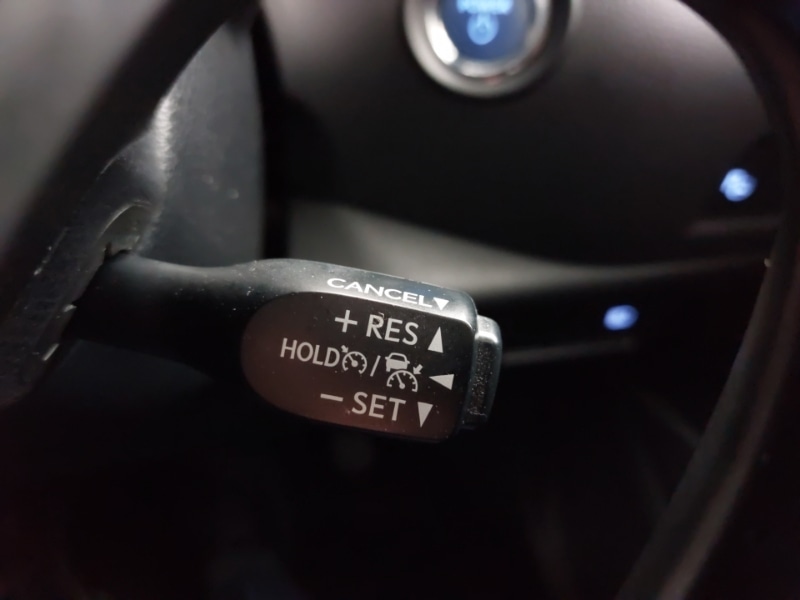 CANCEL▼
+ RES ▲
HOLD / ◄
− SET ▼